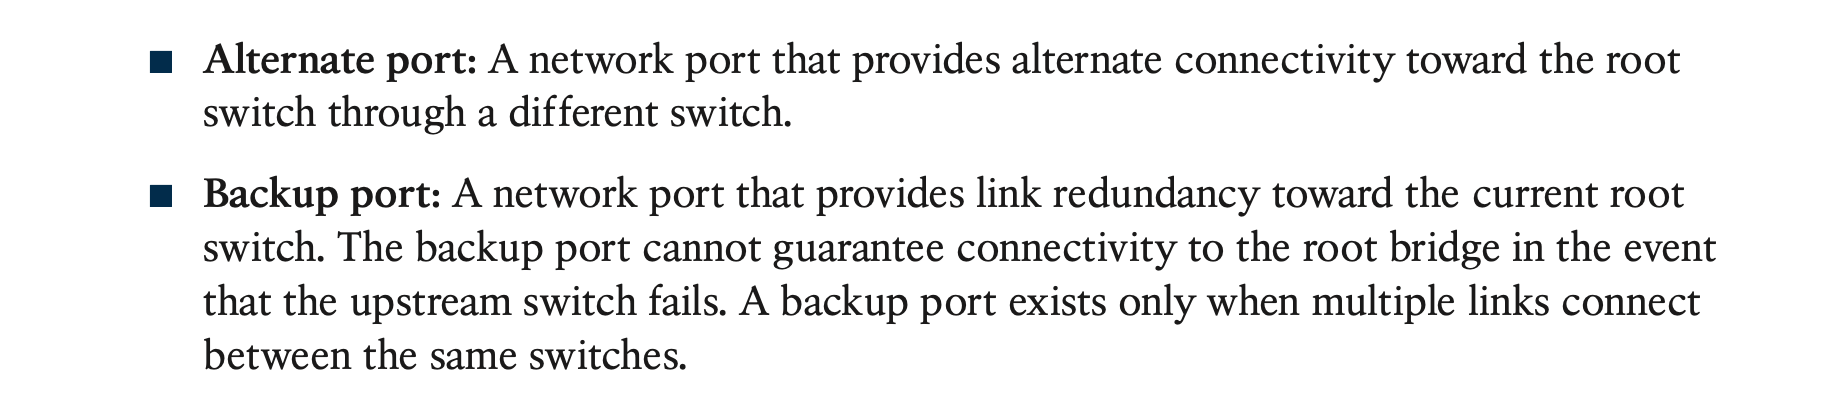 ■ Alternate port: A network port that provides alternate connectivity toward the root
switch through a different switch.
■ Backup port: A network port that provides link redundancy toward the current root
switch. The backup port cannot guarantee connectivity to the root bridge in the event
that the upstream switch fails. A backup port exists only when multiple links connect
between the same switches.